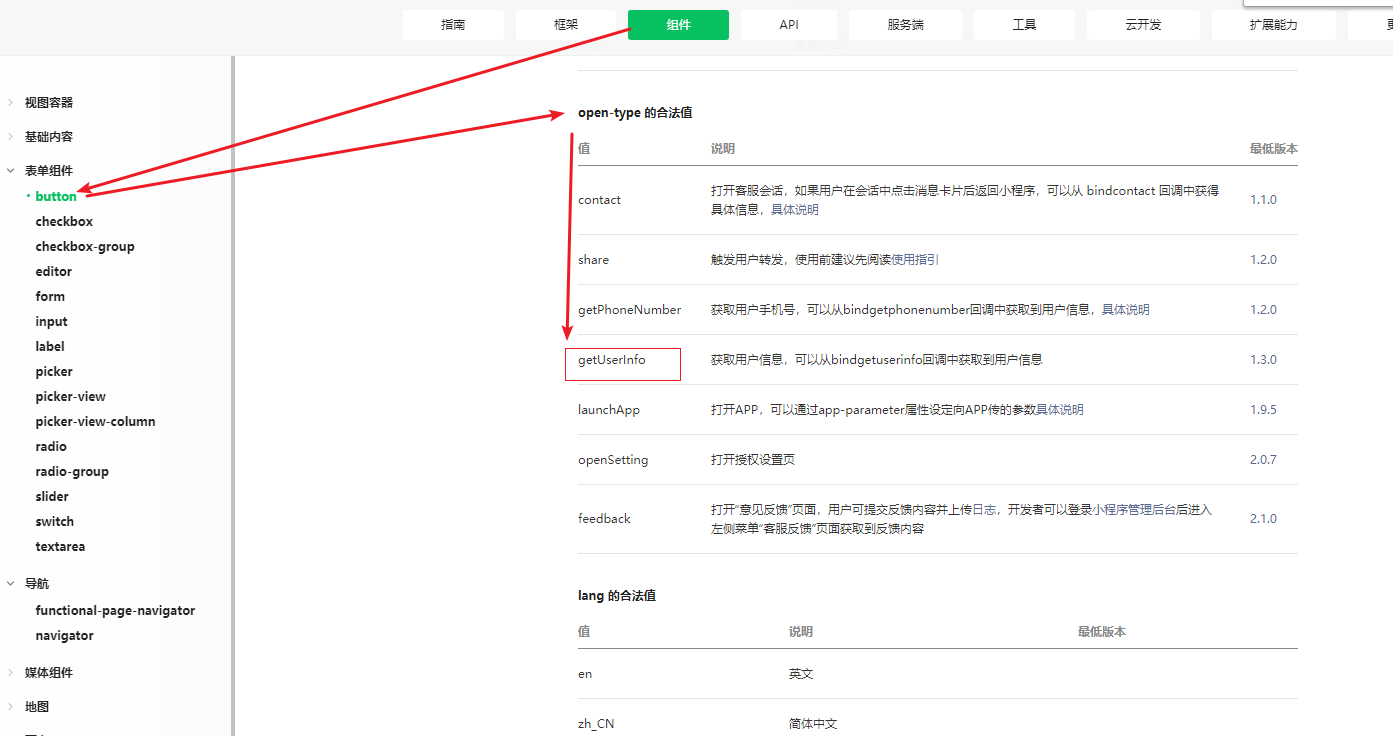 指南 框架 组件 API 服务端 工具 云开发 扩展能力
视图容器
基础内容
表单组件
button
checkbox
checkbox-group
editor
form
input
label
picker
picker-view
picker-view-column
radio
radio-group
slider
switch
textarea
导航
functional-page-navigator
navigator
媒体组件
地图
open-type 的合法值
值 说明 最低版本
contact 打开客服会话，如果用户在会话中点击消息卡片后返回小程序，可以从 bindcontact 回调中获得
具体信息，具体说明 1.1.0
share 触发用户转发，使用前建议先阅读使用指引 1.2.0
getPhoneNumber 获取用户手机号，可以从bindgetphonenumber回调中获取到用户信息，具体说明 1.2.0
getUserInfo 获取用户信息，可以从bindgetuserinfo回调中获取到用户信息 1.3.0
launchApp 打开APP，可以通过app-parameter属性设定向APP传的参数具体说明 1.9.5
openSetting 打开授权设置页 2.0.7
feedback 打开“意见反馈”页面，用户可提交反馈内容并上传日志，开发者可以登录小程序管理后台后进入
左侧菜单“客服反馈”页面获取到反馈内容 2.1.0
lang 的合法值
值 说明 最低版本
en 英文
zh_CN 简体中文